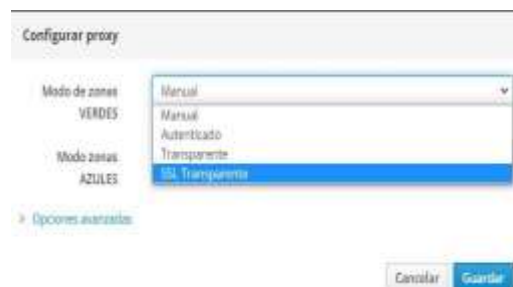 Configurar proxy
Modo de zonas
VERDES
Manual
Manual
Autenticado
Transparente
SSL Transparente
Modo zonas
AZULES
> Opciones avanzadas
Cancelar
Guardar